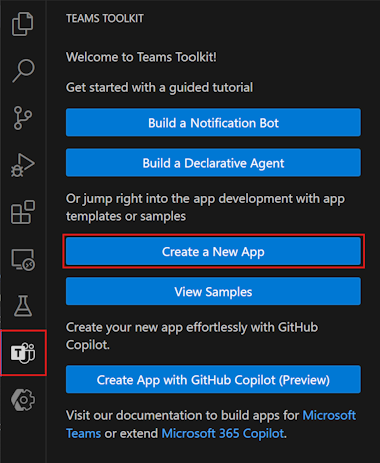 TEAMS TOOLKIT
Welcome to Teams Toolkit!
Get started with a guided tutorial
Build a Notification Bot
Build a Declarative Agent
Or jump right into the app development with app
templates or samples
Create a New App
View Samples
Create your new app effortlessly with GitHub
Copilot.
Create App with GitHub Copilot (Preview)
Visit our documentation to build apps for Microsoft
Teams or extend Microsoft 365 Copilot.